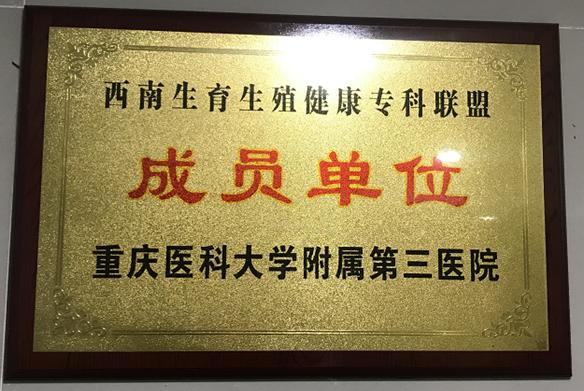 西南生育生殖健康专科联盟
成员单位
重庆医科大学附属第三医院